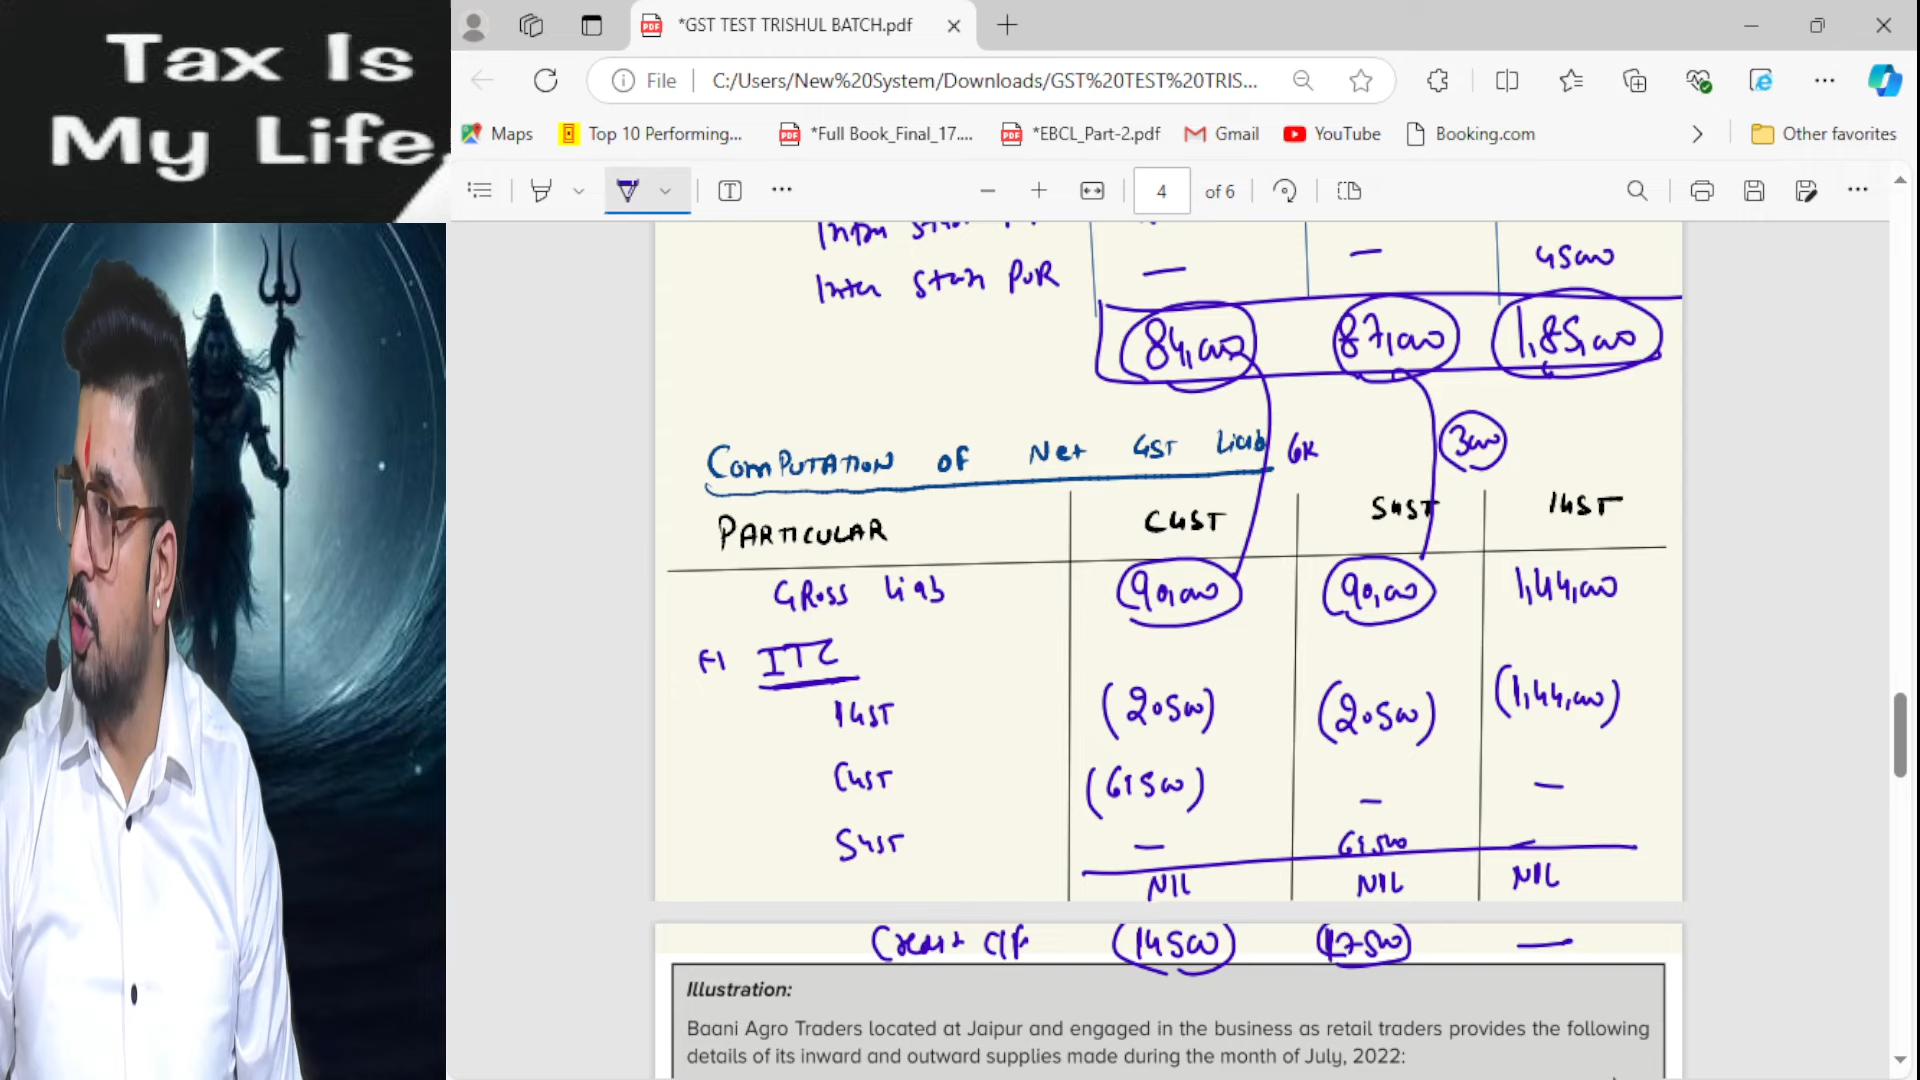 Tax Is
My Life.
*GST TEST TRISHUL BATCH.pdf
File C:/Users/New%20System/Downloads/GST%20TEST%20TRIS...
Maps Top 10 Performing... *Full Book_Final_17.... *EBCL_Part-2.pdf Gmail YouTube Booking.com Other favorites
4 of 6
— — 45000
Inter State PUR —
84,000 87,000 1,85,000
COMPUTATION OF Net GST Liab 6K 3000
PARTICULAR CGST SGST IGST
GROSS Liab 90,000 90,000 1,44,000
ITC
IGST (20500) (20500) (1,44,000)
CGST (69500) — —
SGST — 69500 —
NIL NIL NIL
Credit C/F (14500) (17500) —
Illustration:
Baani Agro Traders located at Jaipur and engaged in the business as retail traders provides the following
details of its inward and outward supplies made during the month of July, 2022: